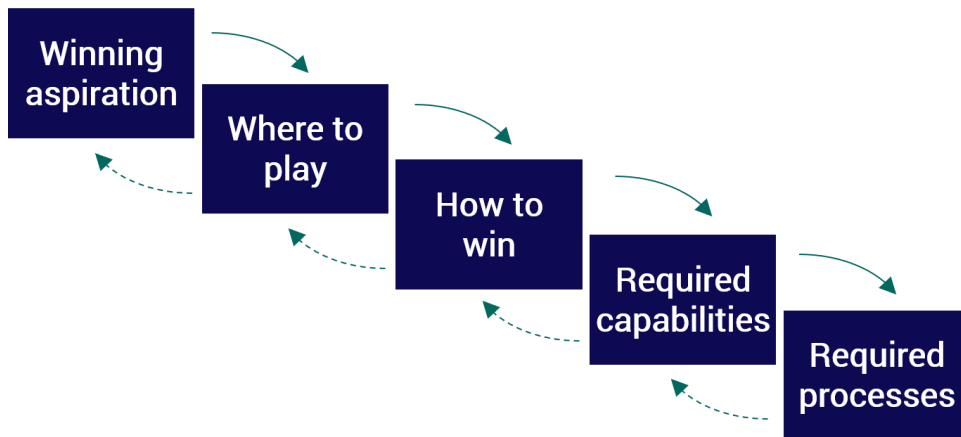 Winning
aspiration
Where to
play
How to
win
Required
capabilities
Required
processes